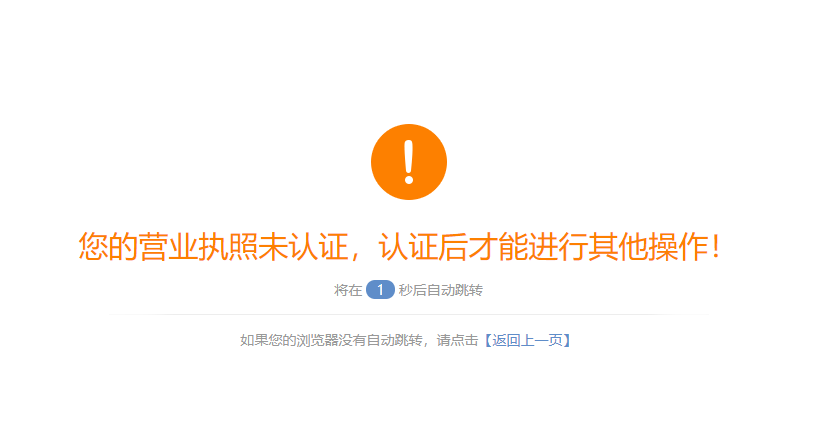 您的营业执照未认证，认证后才能进行其他操作！
将在 1 秒后自动跳转
如果您的浏览器没有自动跳转，请点击【返回上一页】